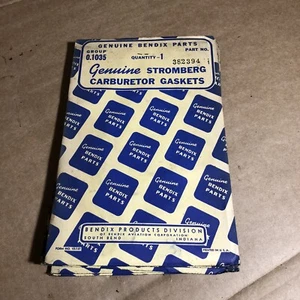 GENUINE BENDIX PARTS
GROUP PART NO.
0.1035 QUANTITY-1 382394
Genuine STROMBERG
CARBURETOR GASKETS
Genuine
BENDIX
PARTS
BENDIX PRODUCTS DIVISION
OF BENDIX AVIATION CORPORATION
SOUTH BEND INDIANA